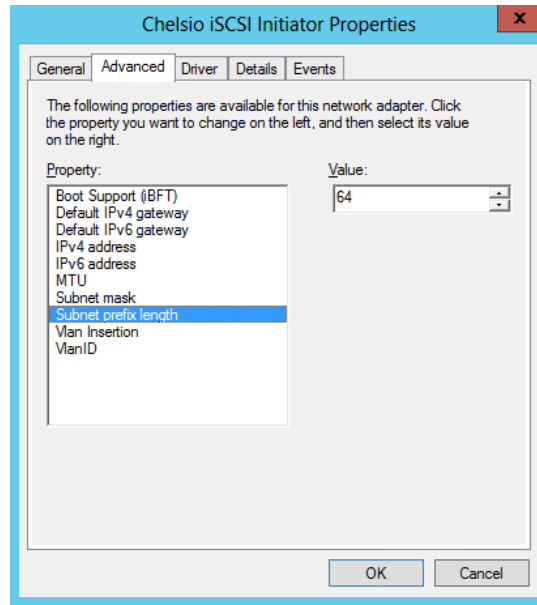 Chelsio iSCSI Initiator Properties
x
General Advanced Driver Details Events
The following properties are available for this network adapter. Click
the property you want to change on the left, and then select its value
on the right.
Property: Value:
Boot Support (iBFT) 64
Default IPv4 gateway
Default IPv6 gateway
IPv4 address
IPv6 address
MTU
Subnet mask
Subnet prefix length
Vlan Insertion
VlanID
OK Cancel